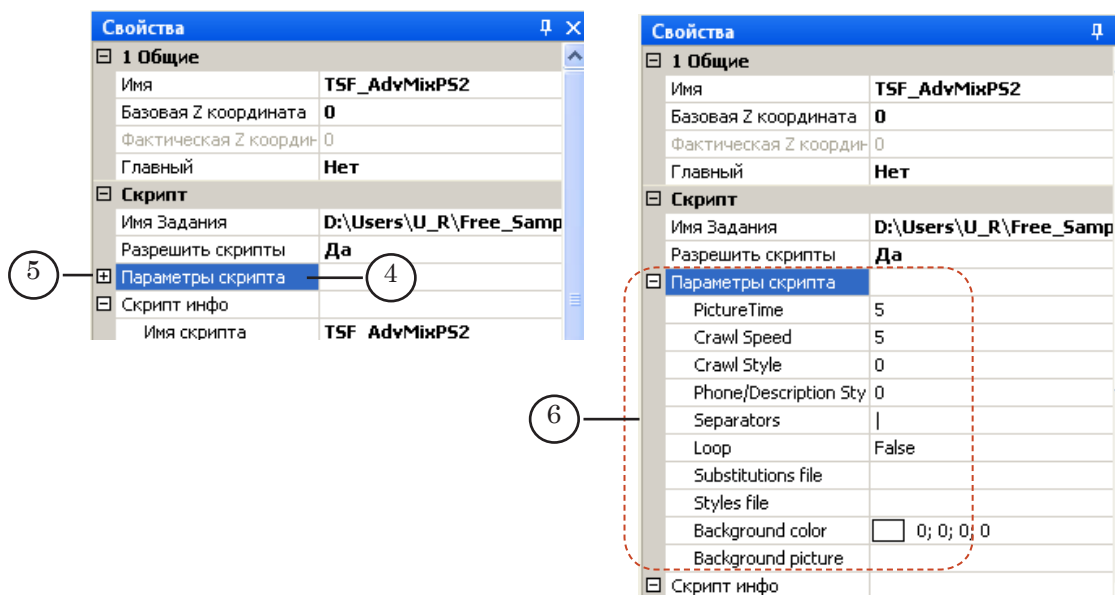 Свойства
1 Общие
Имя TSF_AdvMixPS2
Базовая Z координата 0
Фактическая Z координ 0
Главный Нет
Скрипт
Имя Задания D:\Users\U_R\Free_Samp
Разрешить скрипты Да
5 Параметры скрипта 4
Скрипт инфо
Имя скрипта TSF_AdvMixPS2
Свойства
1 Общие
Имя TSF_AdvMixPS2
Базовая Z координата 0
Фактическая Z координ 0
Главный Нет
Скрипт
Имя Задания D:\Users\U_R\Free_Samp
Разрешить скрипты Да
Параметры скрипта
PictureTime 5
Crawl Speed 5
Crawl Style 0
Phone/Description Sty 0
6 Separators |
Loop False
Substitutions file
Styles file
Background color 0; 0; 0; 0
Background picture
Скрипт инфо